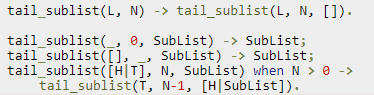 tail_sublist(L, N) -> tail_sublist(L, N, []).
tail_sublist(_, 0, SubList) -> SubList;
tail_sublist([], _, SubList) -> SubList;
tail_sublist([H|T], N, SubList) when N > 0 ->
tail_sublist(T, N-1, [H|SubList]).